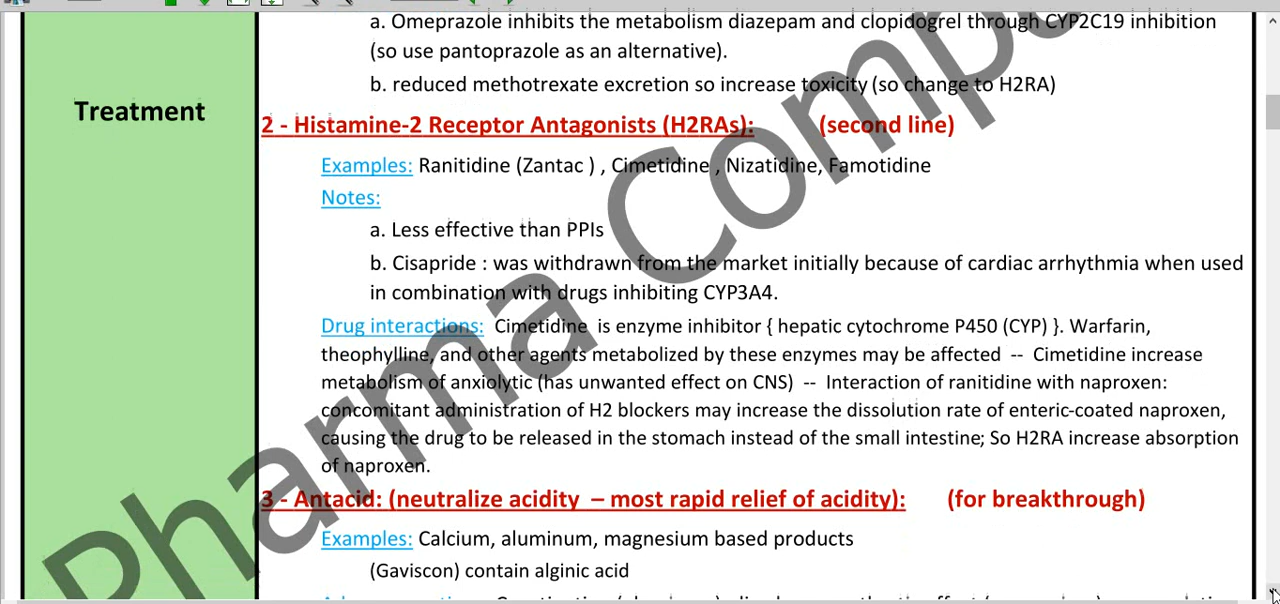 a. Omeprazole inhibits the metabolism diazepam and clopidogrel through CYP2C19 inhibition
(so use pantoprazole as an alternative).
b. reduced methotrexate excretion so increase toxicity (so change to H2RA)
Treatment
2 - Histamine-2 Receptor Antagonists (H2RAs): (second line)
Examples: Ranitidine (Zantac ) , Cimetidine , Nizatidine, Famotidine
Notes:
a. Less effective than PPIs
b. Cisapride : was withdrawn from the market initially because of cardiac arrhythmia when used
in combination with drugs inhibiting CYP3A4.
Drug interactions: Cimetidine is enzyme inhibitor { hepatic cytochrome P450 (CYP) }. Warfarin,
theophylline, and other agents metabolized by these enzymes may be affected -- Cimetidine increase
metabolism of anxiolytic (has unwanted effect on CNS) -- Interaction of ranitidine with naproxen:
concomitant administration of H2 blockers may increase the dissolution rate of enteric-coated naproxen,
causing the drug to be released in the stomach instead of the small intestine; So H2RA increase absorption
of naproxen.
3 - Antacid: (neutralize acidity – most rapid relief of acidity): (for breakthrough)
Examples: Calcium, aluminum, magnesium based products
(Gaviscon) contain alginic acid
Pharma Compe